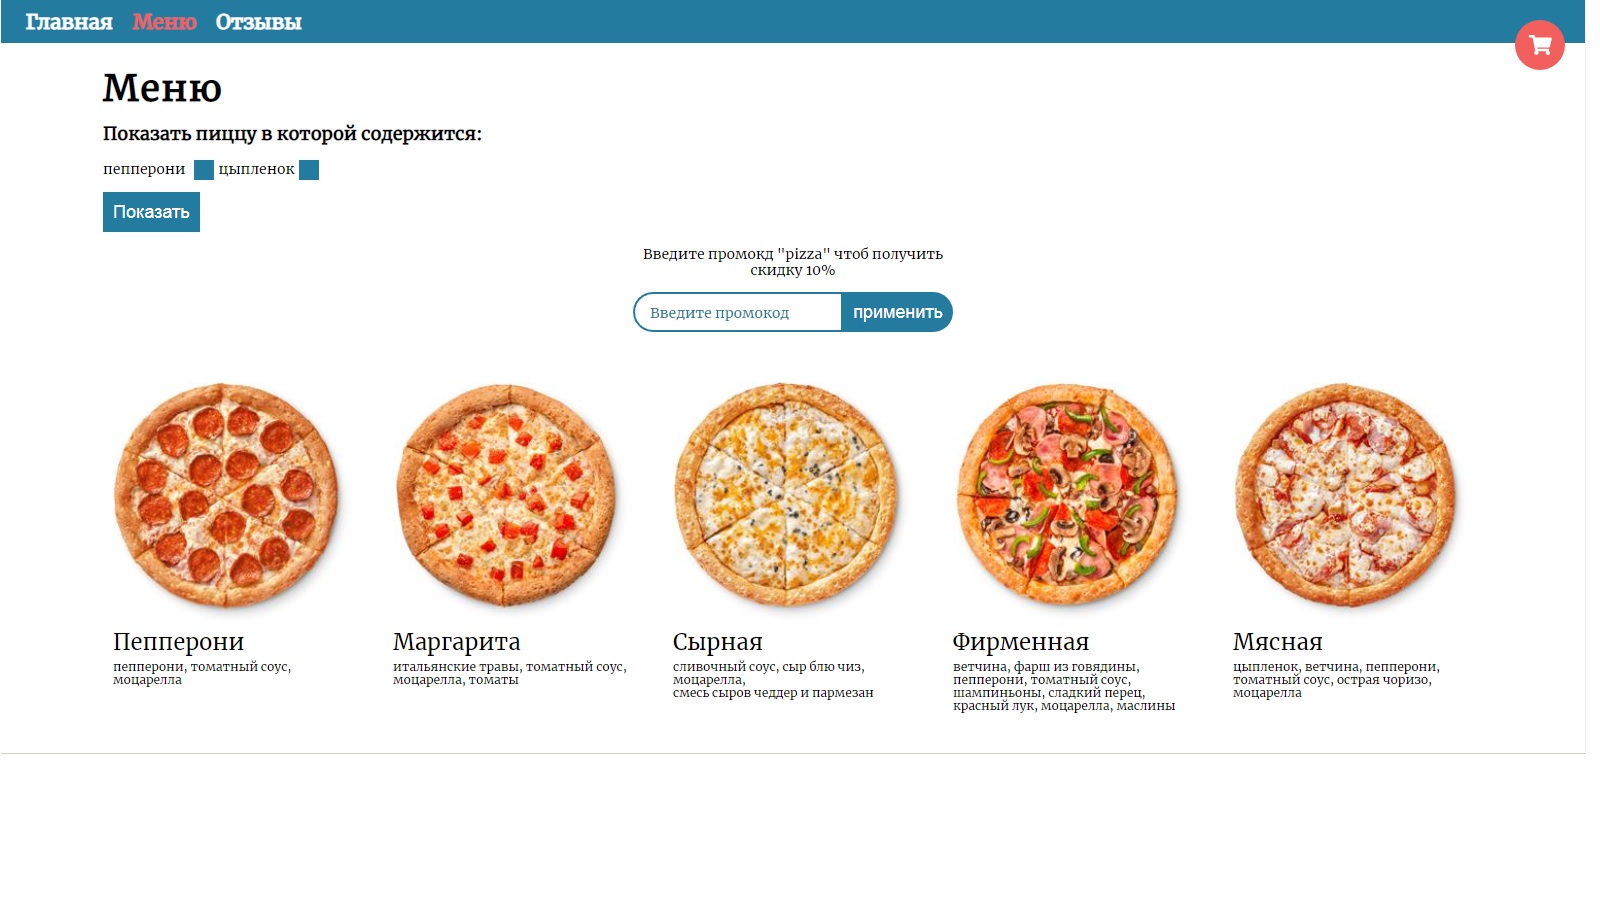 Главная Меню Отзывы
Меню
Показать пиццу в которой содержится:
пепперони цыпленок
Показать
Введите промокд "pizza" чтоб получить
скидку 10%
Введите промокод применить
Пепперони
пепперони, томатный соус,
моцарелла
Маргарита
итальянские травы, томатный соус,
моцарелла, томаты
Сырная
сливочный соус, сыр блю чиз,
моцарелла,
смесь сыров чеддер и пармезан
Фирменная
ветчина, фарш из говядины,
пепперони, томатный соус,
шампиньоны, сладкий перец,
красный лук, моцарелла, маслины
Мясная
цыпленок, ветчина, пепперони,
томатный соус, острая чоризо,
моцарелла